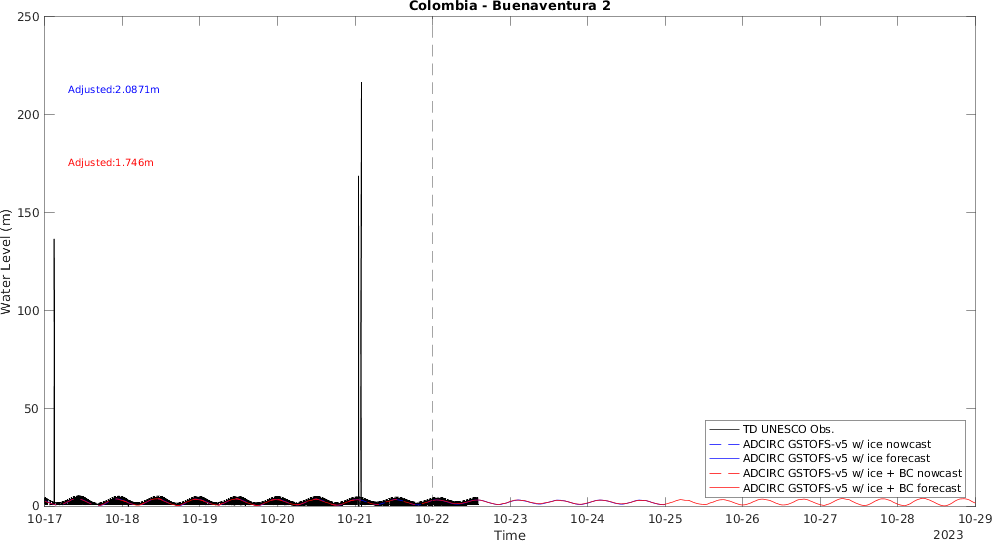 Colombia - Buenaventura 2
250
200
150
100
50
0
Water Level (m)
Adjusted:2.0871m
Adjusted:1.746m
TD UNESCO Obs.
ADCIRC GSTOFS-v5 w/ ice nowcast
ADCIRC GSTOFS-v5 w/ ice forecast
ADCIRC GSTOFS-v5 w/ ice + BC nowcast
ADCIRC GSTOFS-v5 w/ ice + BC forecast
10-17 10-18 10-19 10-20 10-21 10-22 10-23 10-24 10-25 10-26 10-27 10-28 10-29
Time
2023